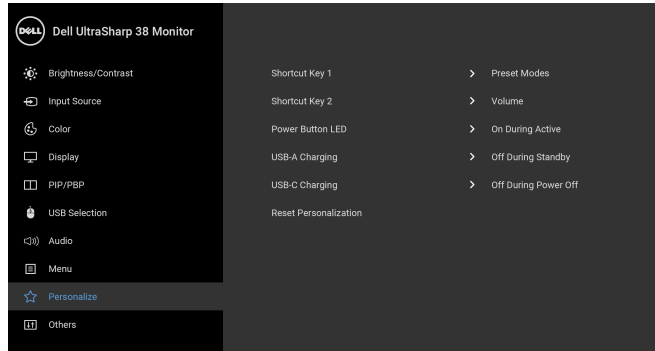 DELL Dell UltraSharp 38 Monitor
Brightness/Contrast Shortcut Key 1 > Preset Modes
Input Source Shortcut Key 2 > Volume
Color Power Button LED > On During Active
Display USB-A Charging > Off During Standby
PIP/PBP USB-C Charging > Off During Power Off
USB Selection Reset Personalization
Audio
Menu
Personalize
Others